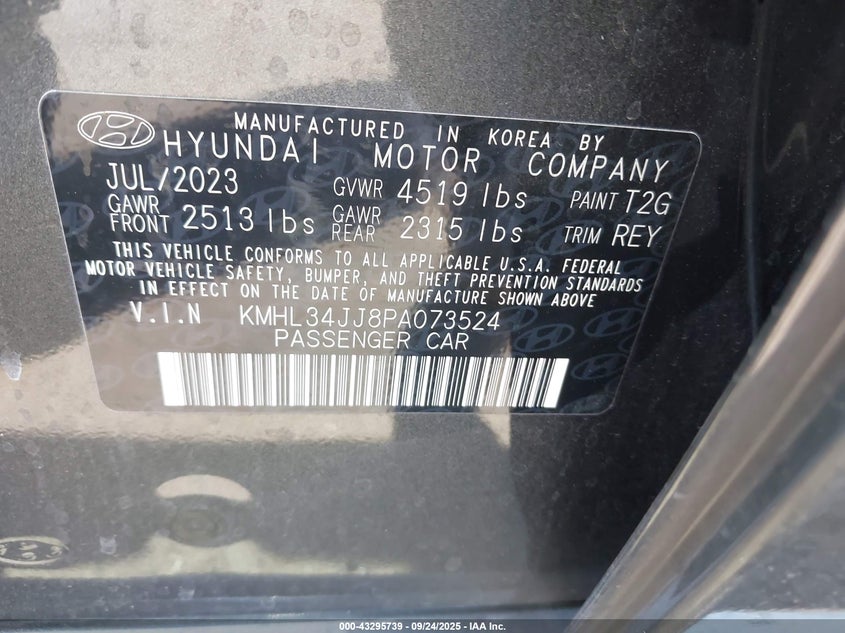 MANUFACTURED IN KOREA BY
HYUNDAI MOTOR COMPANY
JUL/2023 GVWR 4519 lbs PAINT T2G
GAWR FRONT 2513 lbs GAWR REAR 2315 lbs TRIM REY
THIS VEHICLE CONFORMS TO ALL APPLICABLE U.S.A. FEDERAL
MOTOR VEHICLE SAFETY, BUMPER, AND THEFT PREVENTION STANDARDS
IN EFFECT ON THE DATE OF MANUFACTURE SHOWN ABOVE
V.I.N KMHL34JJ8PA073524
PASSENGER CAR
000-43295739 - 09/24/2025 - IAA Inc.